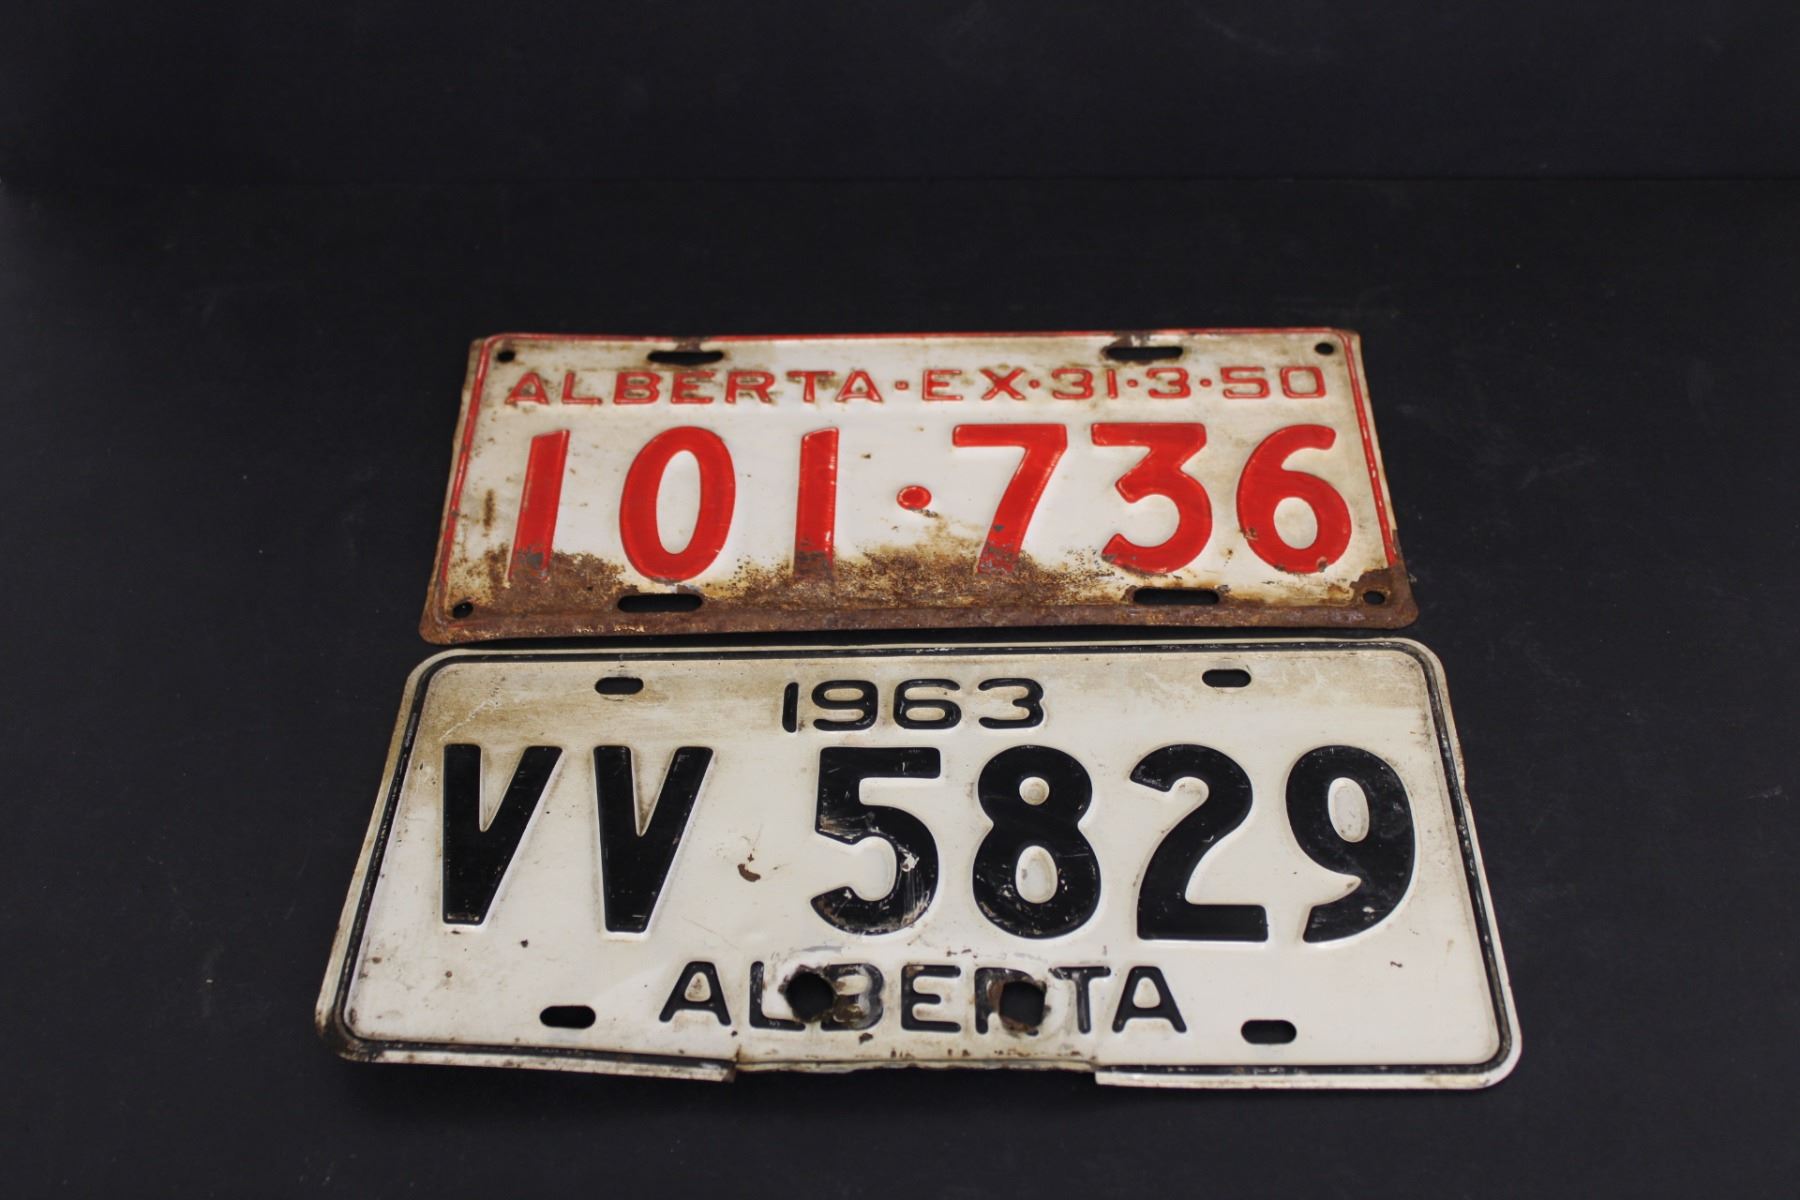 ALBERTA·EX·31·3·50
101·736
1963
VV 5829
ALBERTA